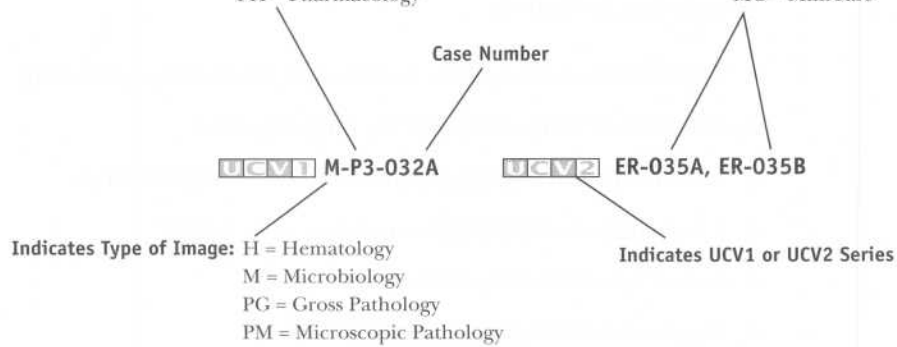 Case Number
UCV1 M-P3-032A
UCV2 ER-035A, ER-035B
Indicates Type of Image: H = Hematology
M = Microbiology
PG = Gross Pathology
PM = Microscopic Pathology
Indicates UCV1 or UCV2 Series